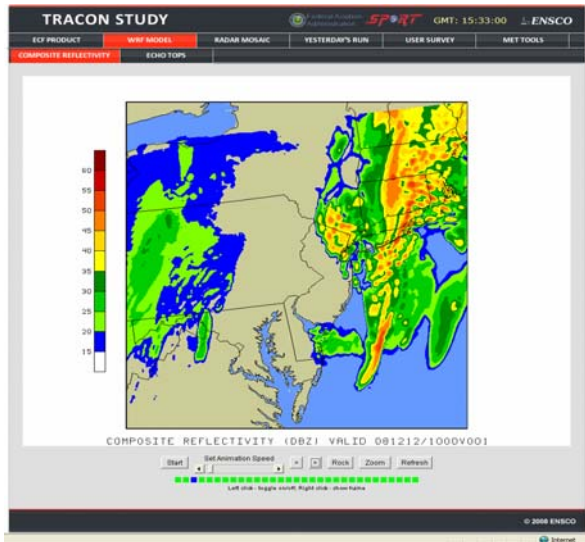 TRACON STUDY
Federal Aviation Administration
SPoRT
GMT: 15:33:00
ENSCO
ECF PRODUCT WRF MODEL RADAR MOSAIC YESTERDAY'S RUN USER SURVEY MET TOOLS
COMPOSITE REFLECTIVITY ECHO TOPS
60
55
50
45
40
35
30
25
20
15
COMPOSITE REFLECTIVITY (DBZ) VALID 081212/1000V001
Start Set Animation Speed Rock Zoom Refresh
Left click - toggle on/off, Right click - show frame
© 2008 ENSCO
Internet